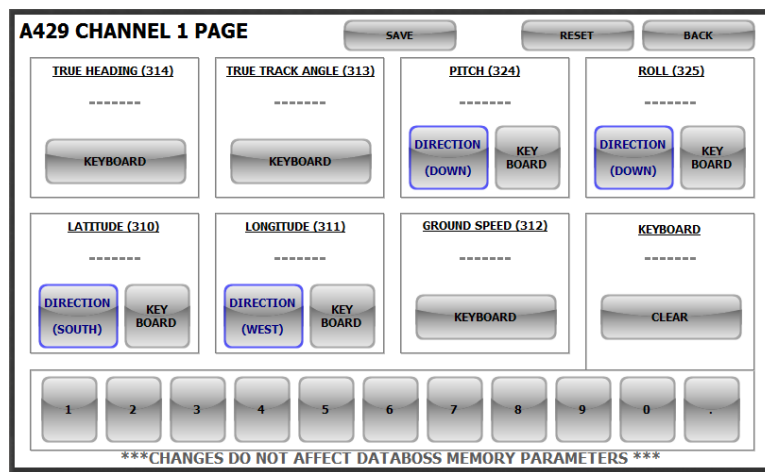 A429 CHANNEL 1 PAGE
SAVE
RESET
BACK
TRUE HEADING (314)
-------
KEYBOARD
TRUE TRACK ANGLE (313)
-------
KEYBOARD
PITCH (324)
-------
DIRECTION
(DOWN)
KEY
BOARD
ROLL (325)
-------
DIRECTION
(DOWN)
KEY
BOARD
LATITUDE (310)
-------
DIRECTION
(SOUTH)
KEY
BOARD
LONGITUDE (311)
-------
DIRECTION
(WEST)
KEY
BOARD
GROUND SPEED (312)
-------
KEYBOARD
KEYBOARD
-------
CLEAR
1 2 3 4 5 6 7 8 9 0 .
***CHANGES DO NOT AFFECT DATABOSS MEMORY PARAMETERS ***